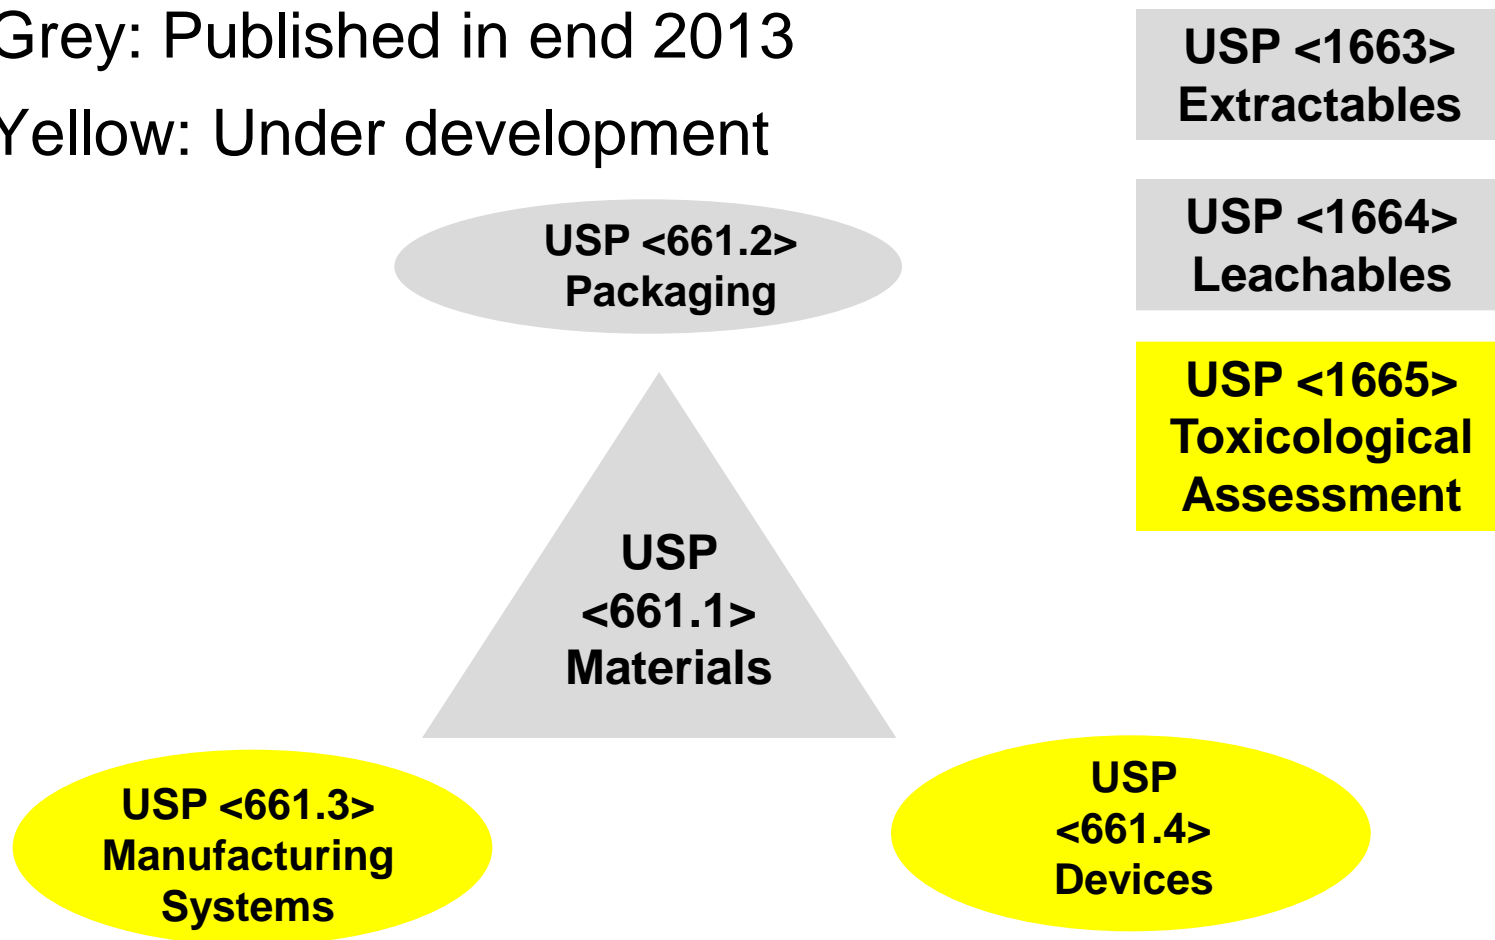 Grey: Published in end 2013
Yellow: Under development
USP <1663>
Extractables
USP <1664>
Leachables
USP <1665>
Toxicological
Assessment
USP <661.2>
Packaging
USP
<661.1>
Materials
USP <661.3>
Manufacturing
Systems
USP
<661.4>
Devices